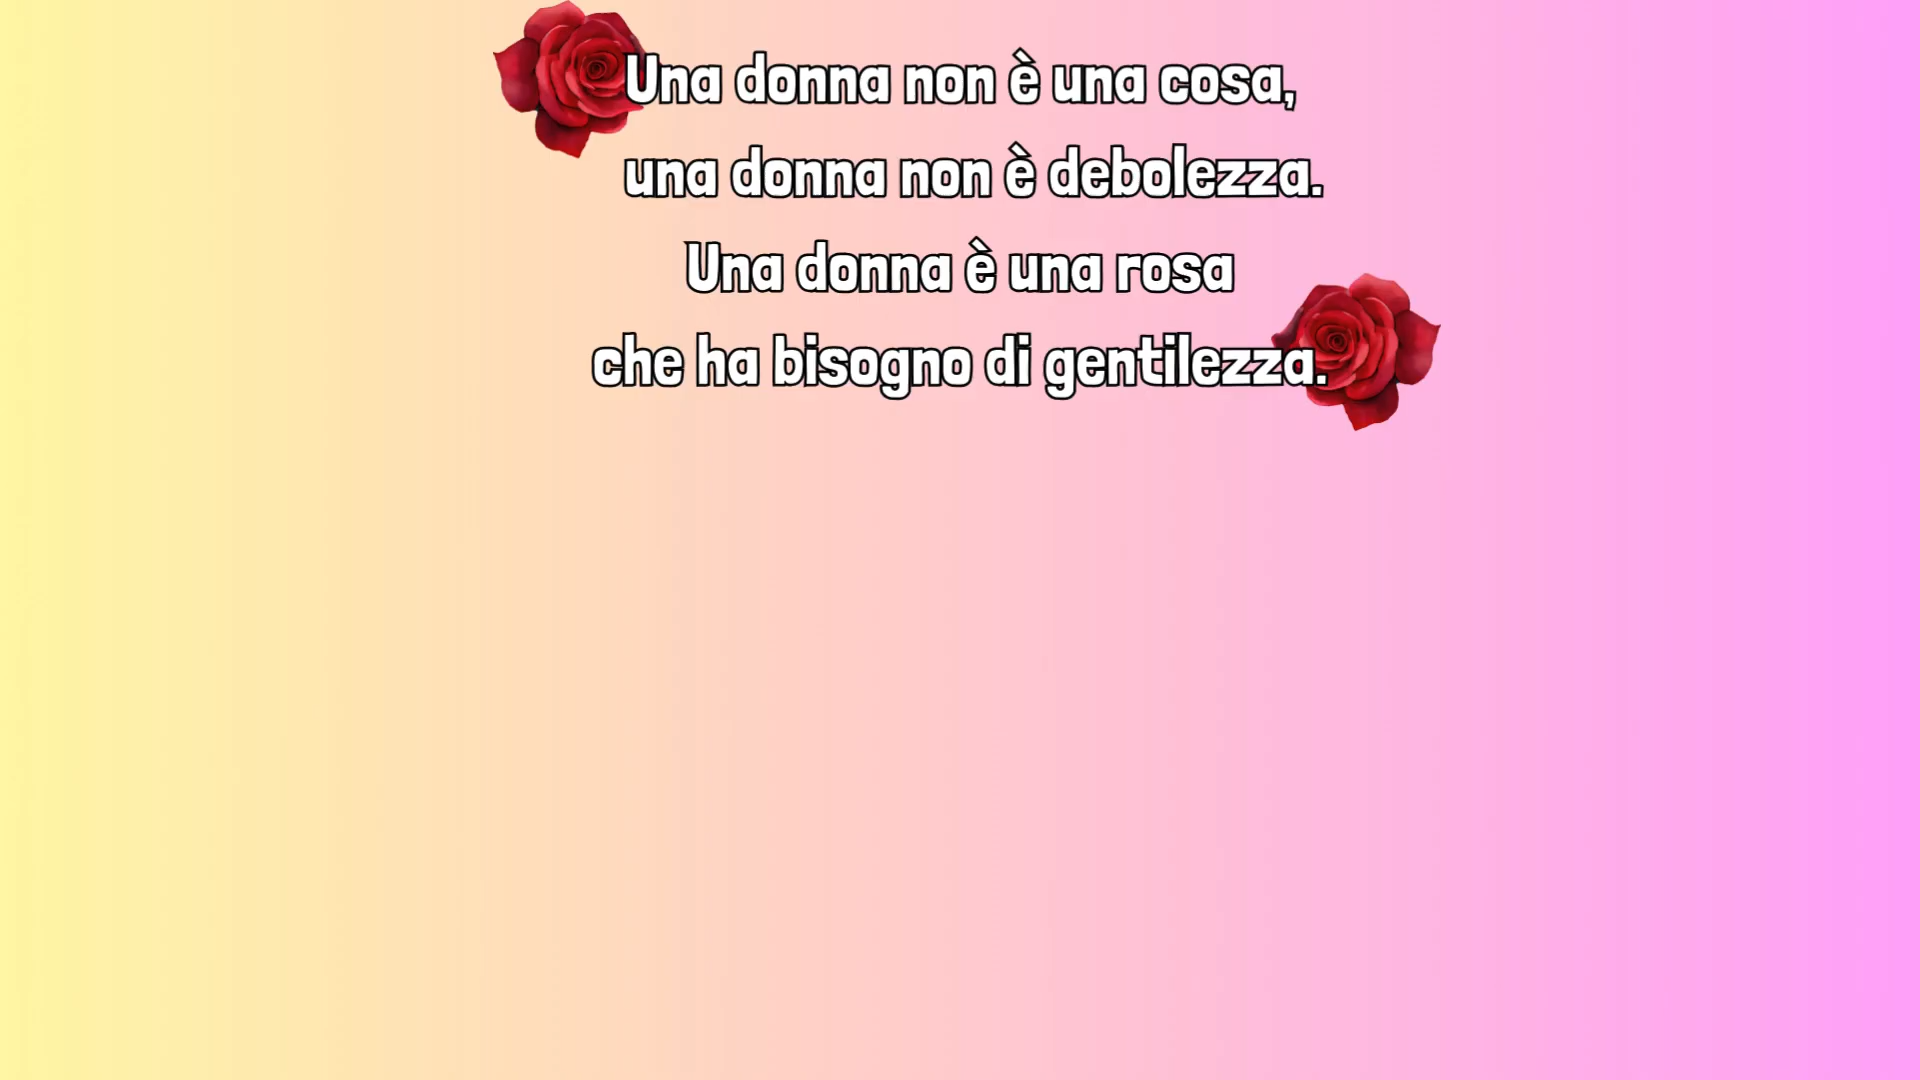 Una donna non è una cosa,
una donna non è debolezza.
Una donna è una rosa
che ha bisogno di gentilezza.